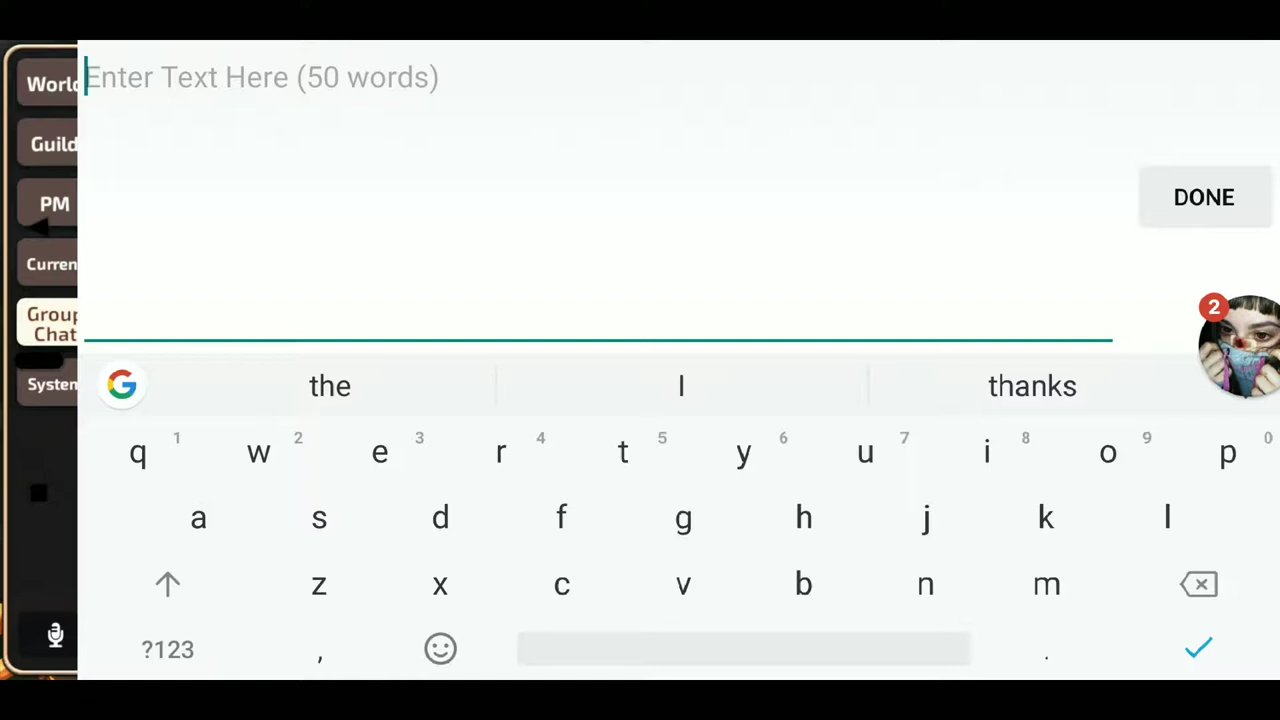 Enter Text Here (50 words)
World
Guild
PM
Current
Group
Chat
System
DONE
2
the I thanks
q 1 w 2 e 3 r 4 t 5 y 6 u 7 i 8 o 9 p 0
a s d f g h j k l
z x c v b n m
?123 , .